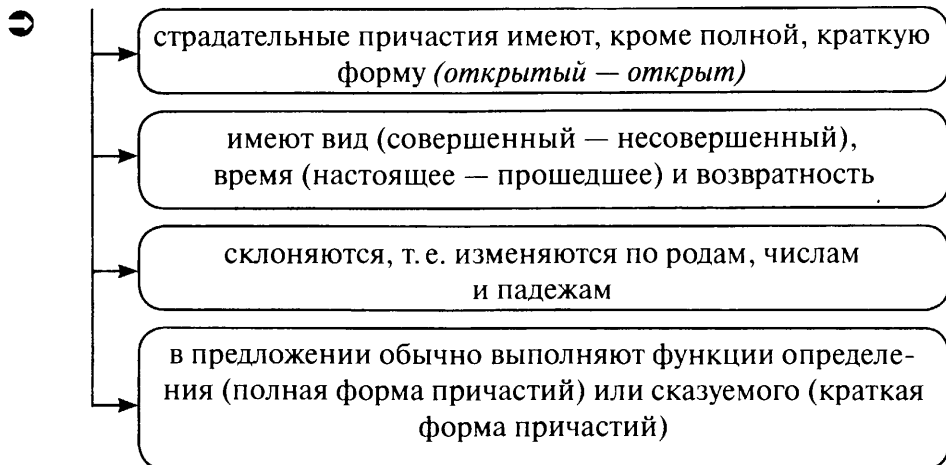 страдательные причастия имеют, кроме полной, краткую
форму (открытый — открыт)
имеют вид (совершенный — несовершенный),
время (настоящее — прошедшее) и возвратность
склоняются, т. е. изменяются по родам, числам
и падежам
в предложении обычно выполняют функции определе-
ния (полная форма причастий) или сказуемого (краткая
форма причастий)